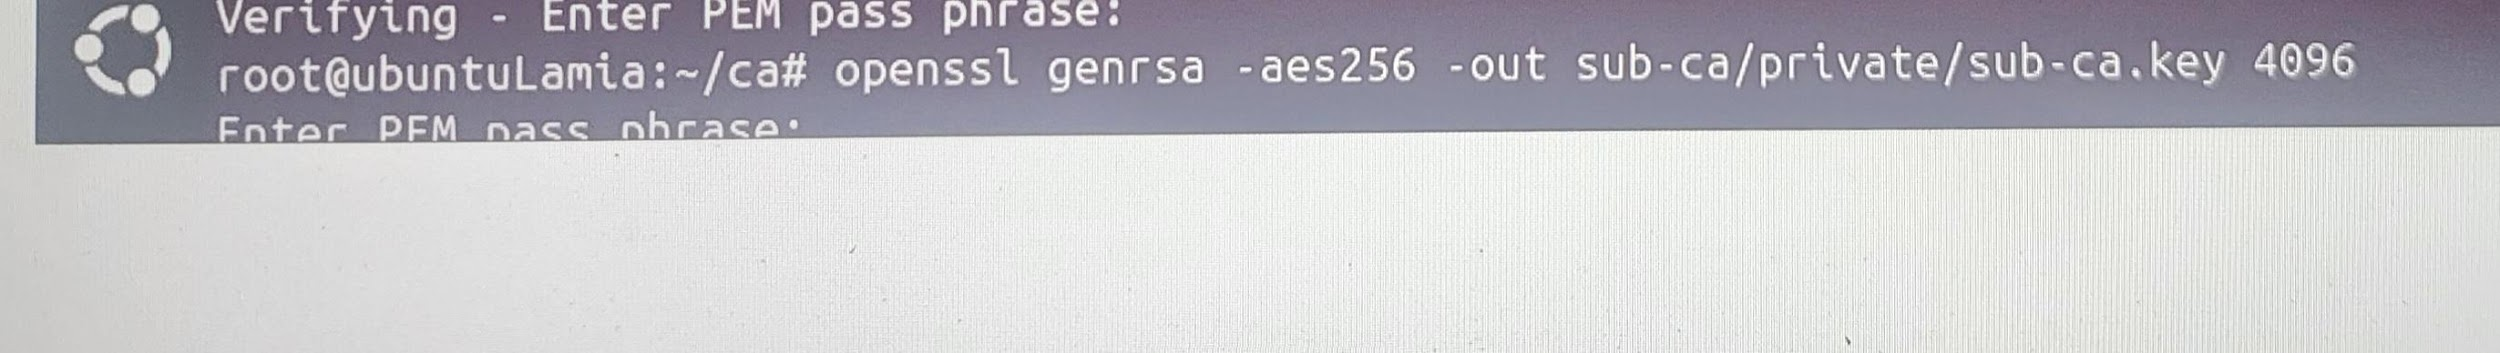 Verifying - Enter PEM pass phrase:
root@ubuntuLamia:~/ca# openssl genrsa -aes256 -out sub-ca/private/sub-ca.key 4096
Enter PEM pass phrase: